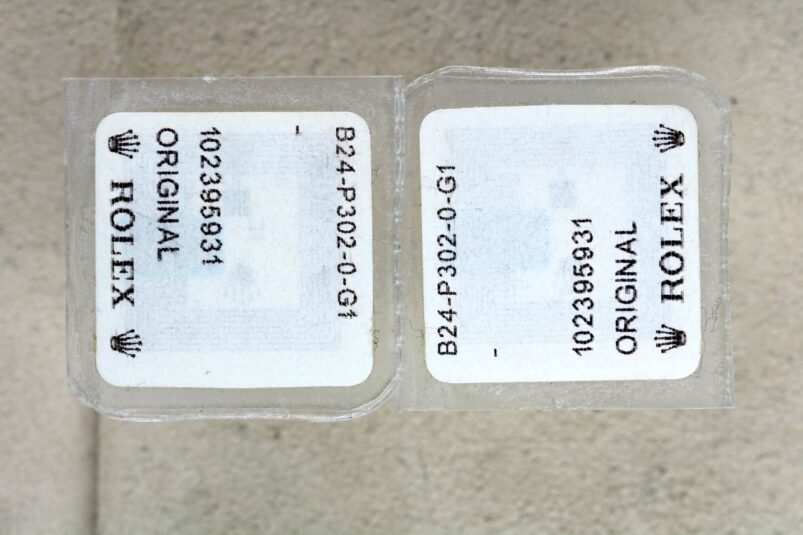 B24-P302-0-G1
-
102395931
ORIGINAL
ROLEX
B24-P302-0-G1
-
102395931
ORIGINAL
ROLEX